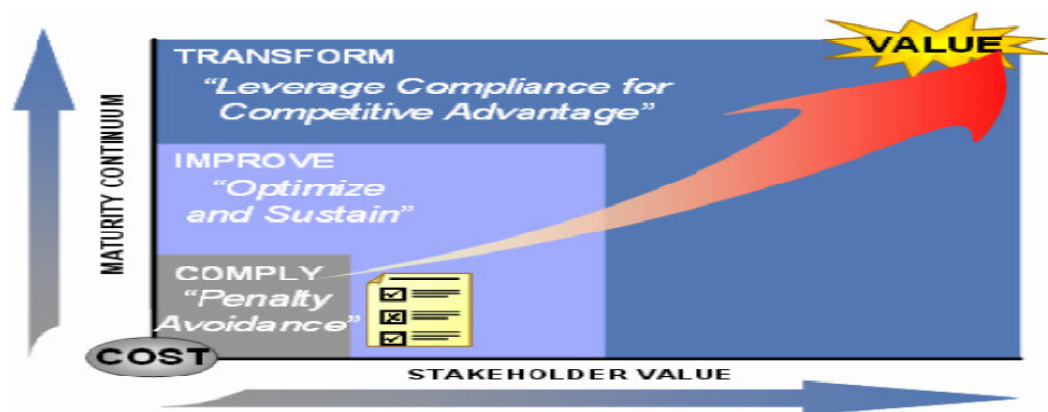 VALUE
TRANSFORM
“Leverage Compliance for
Competitive Advantage”
MATURITY CONTINUUM
IMPROVE
“Optimize
and Sustain”
COMPLY
“Penalty
Avoidance”
COST
STAKEHOLDER VALUE